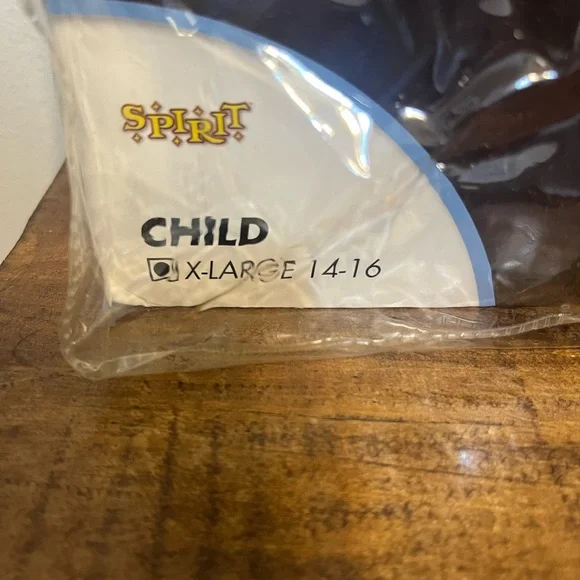 SPIRIT
CHILD
X-LARGE 14-16